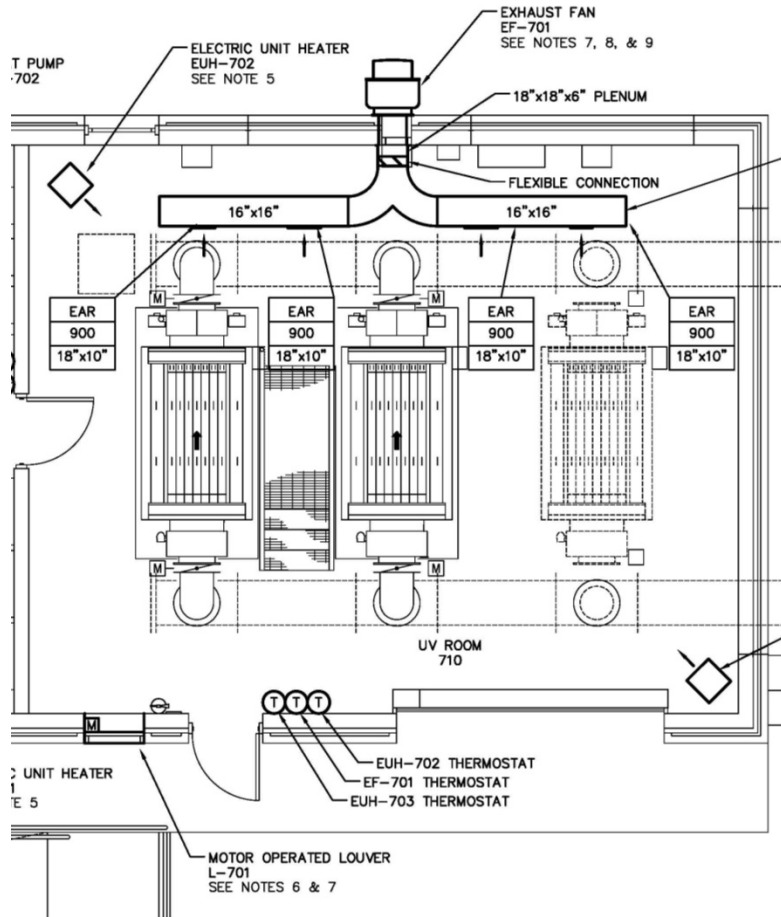 EXHAUST FAN
EF-701
SEE NOTES 7, 8, & 9
ELECTRIC UNIT HEATER
EUH-702
SEE NOTE 5
T PUMP
-702
18"x18"x6" PLENUM
FLEXIBLE CONNECTION
16"x16"
16"x16"
M
M
EAR
900
18"x10"
EAR
900
18"x10"
EAR
900
18"x10"
EAR
900
18"x10"
M
M
UV ROOM
710
M
T
T
T
EUH-702 THERMOSTAT
EF-701 THERMOSTAT
EUH-703 THERMOSTAT
C UNIT HEATER
1
TE 5
MOTOR OPERATED LOUVER
L-701
SEE NOTES 6 & 7